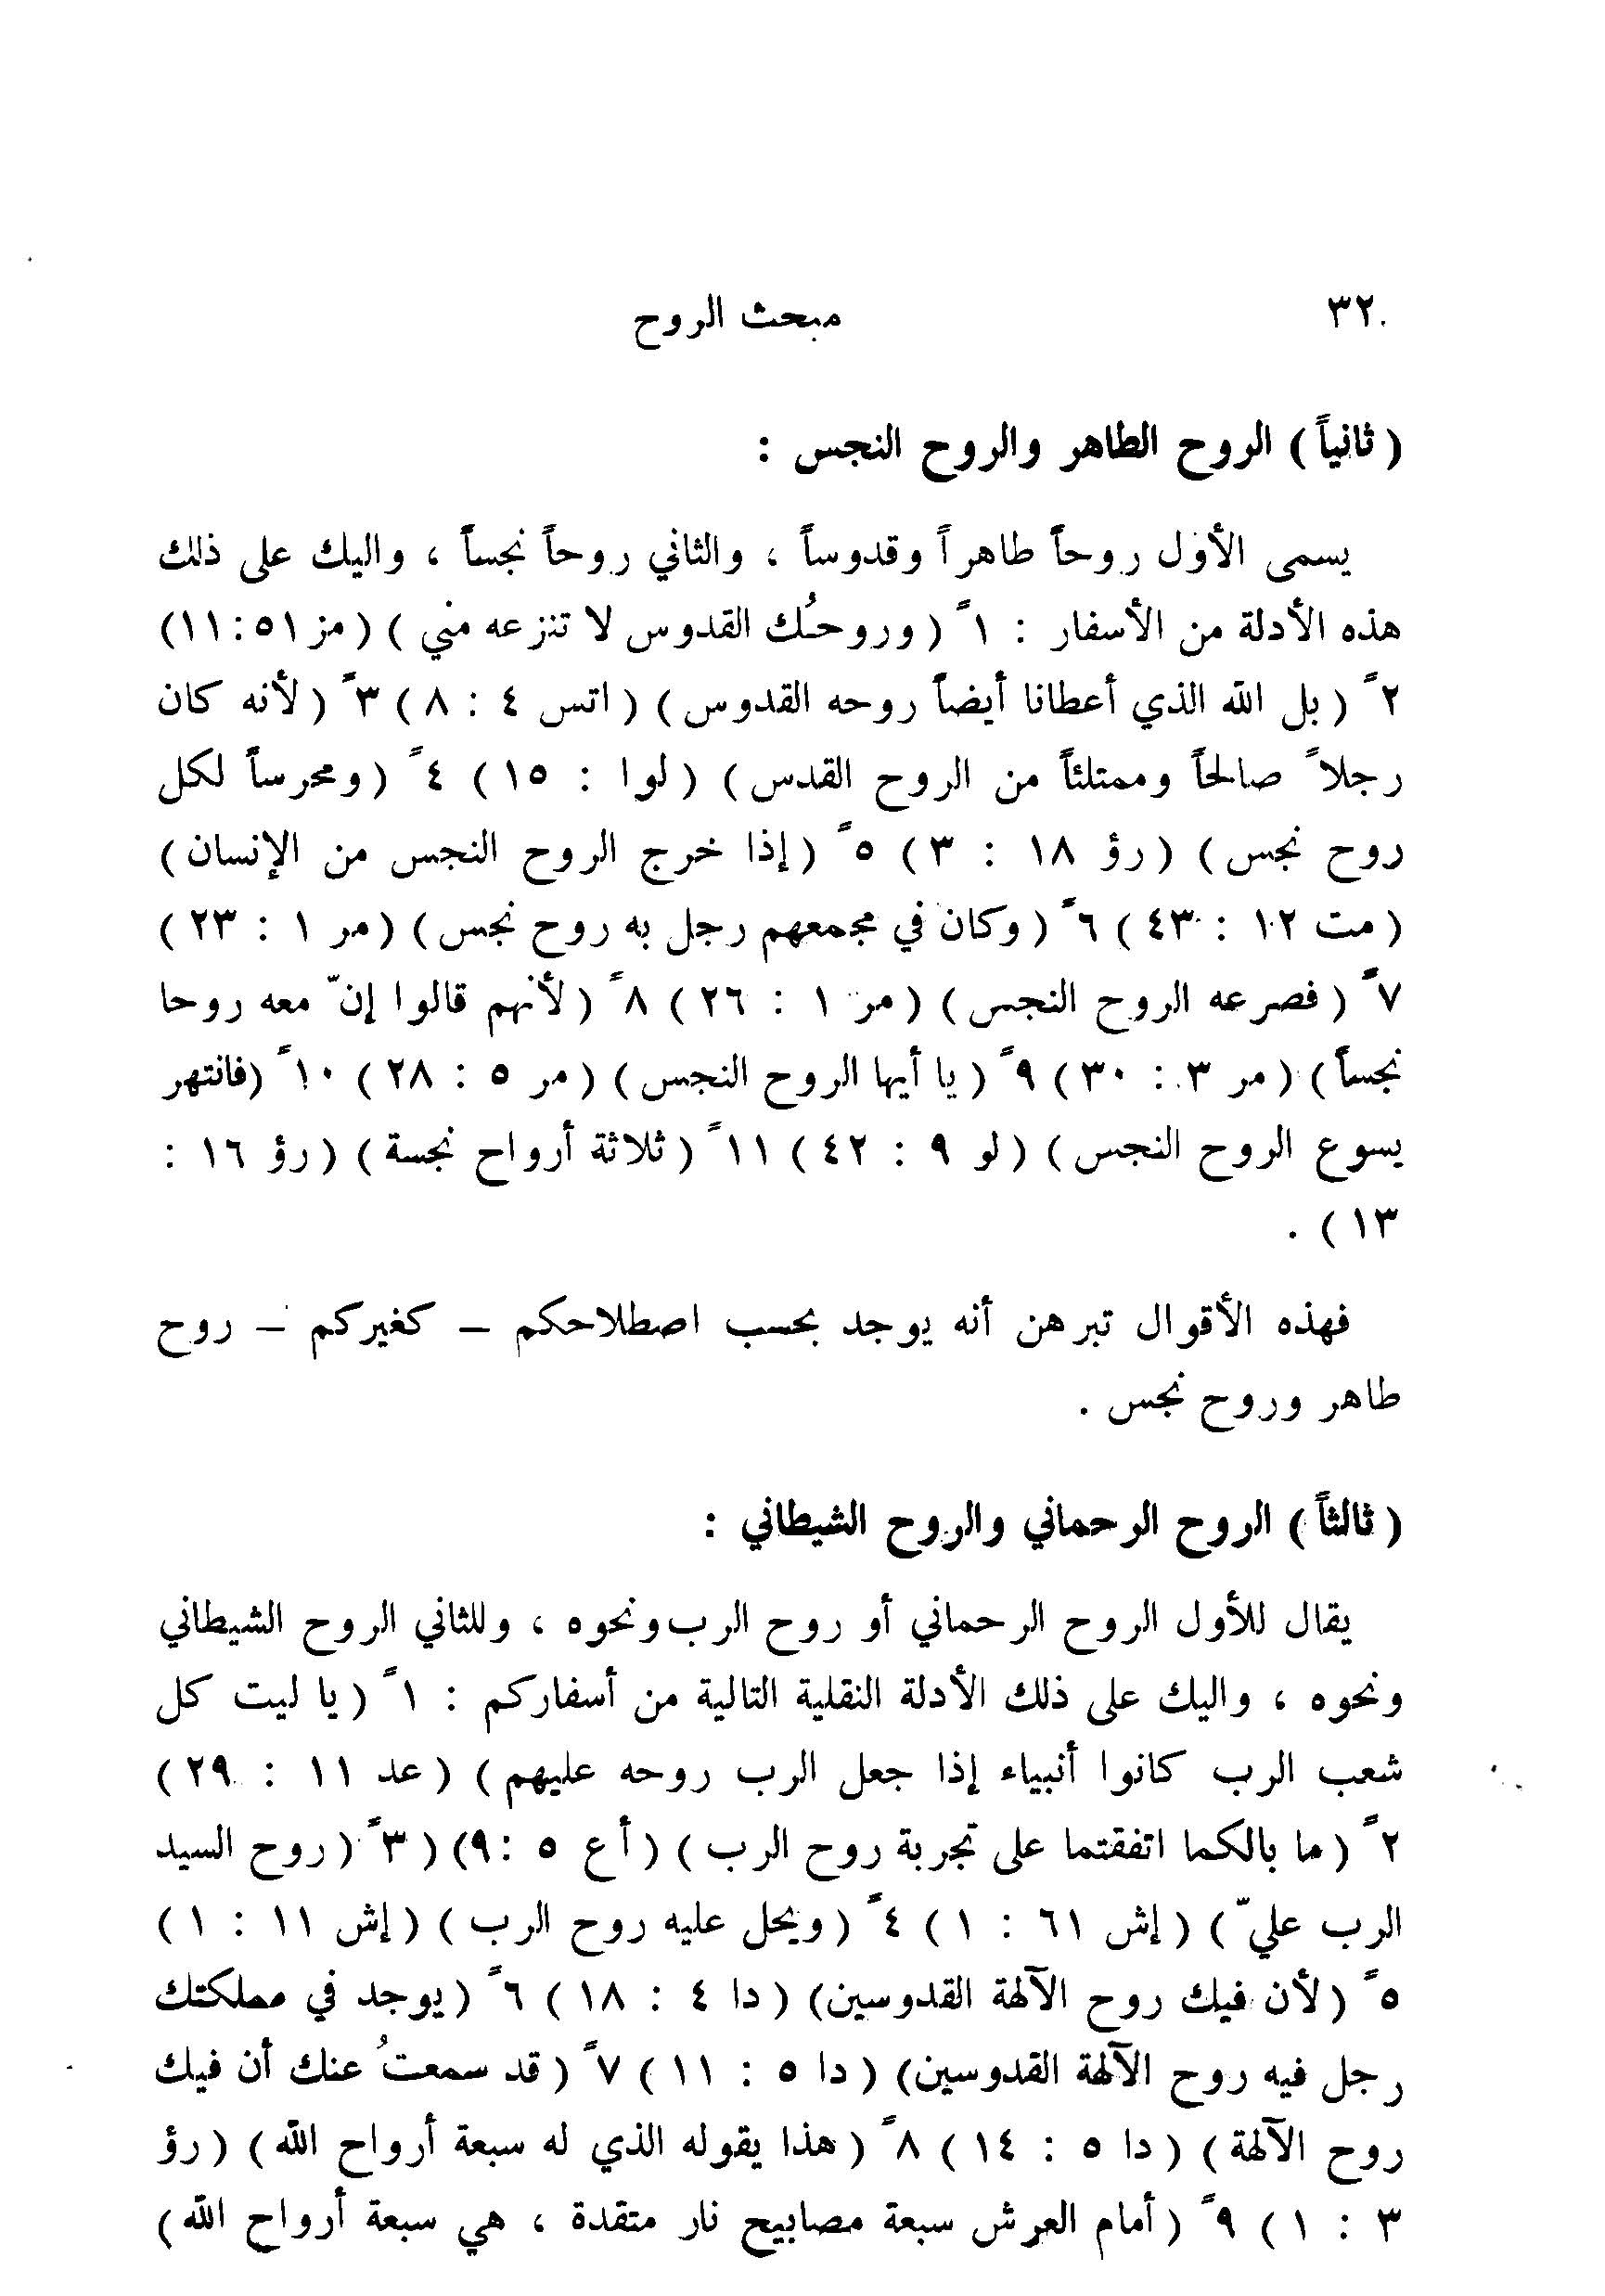 ٣٢٠ مبحث الروح
( ثانياً ) الروح الطاهر والروح النجس :
يسمى الأول روحاً طاهراً وقدوساً ، والثاني روحاً نجساً ، واليك على ذلك
هذه الأدلة من الأسفار : ١ً ( وروحُك القدوس لا تنزعه مني ) ( مز ٥١ : ١١)
٢ً ( بل الله الذي أعطانا أيضاً روحه القدوس ) ( اتس ٤ : ٨ ) ٣ً ( لأنه كان
رجلاً صالحاً وممتلئاً من الروح القدس ) ( لوا : ١٥ ) ٤ً ( ومحرساً لكل
روح نجس ) ( رؤ ١٨ : ٣ ) ٥ً ( إذا خرج الروح النجس من الإنسان )
( مت ١٢ : ٤٣ ) ٦ً ( وكان في مجمعهم رجل به روح نجس ) ( مر ١ : ٢٣ )
٧ً ( فصرعه الروح النجس ) ( مر ١ : ٢٦ ) ٨ً ( لأنهم قالوا إنّ معه روحا
نجساً ) ( مر ٣ : ٣٠ ) ٩ً ( يا أيها الروح النجس ) ( مر ٥ : ٢٨ ) ١٠ً ( فانتهر
يسوع الروح النجس ) ( لو ٩ : ٤٢ ) ١١ً ( ثلاثة أرواح نجسة ) ( رؤ ١٦ :
١٣ ) .
فهذه الأقوال تبرهن أنه يوجد بحسب اصطلاحكم – كغيركم – روح
طاهر وروح نجس .
( ثالثاً ) الروح الرحماني والروح الشيطاني :
يقال للأول الروح الرحماني أو روح الرب ونحوه ، وللثاني الروح الشيطاني
ونحوه ، واليك على ذلك الأدلة النقلية التالية من أسفاركم : ١ً ( يا ليت كل
شعب الرب كانوا أنبياء إذا جعل الرب روحه عليهم ) ( عد ١١ : ٢٩ )
٢ً ( ما بالكما اتفقتما على تجربة روح الرب ) ( أع ٥ : ٩) ( ٣ً ( روح السيد
الرب عليّ ) ( إش ٦١ : ١ ) ٤ً ( ويحل عليه روح الرب ) ( إش ١١ : ١ )
٥ً ( لأن فيك روح الآلهة القدوسين) ( دا ٤ : ١٨ ) ٦ً ( يوجد في مملكتك
رجل فيه روح الآلهة القدوسين) ( دا ٥ : ١١ ) ٧ً ( قد سمعتُ عنك أن فيك
روح الآلهة ) ( دا ٥ : ١٤ ) ٨ً ( هذا يقوله الذي له سبعة أرواح الله ) ( رؤ
٣ : ١ ) ٩ً ( أمام العرش سبعة مصابيح نار متقدة ، هي سبعة أرواح الله )